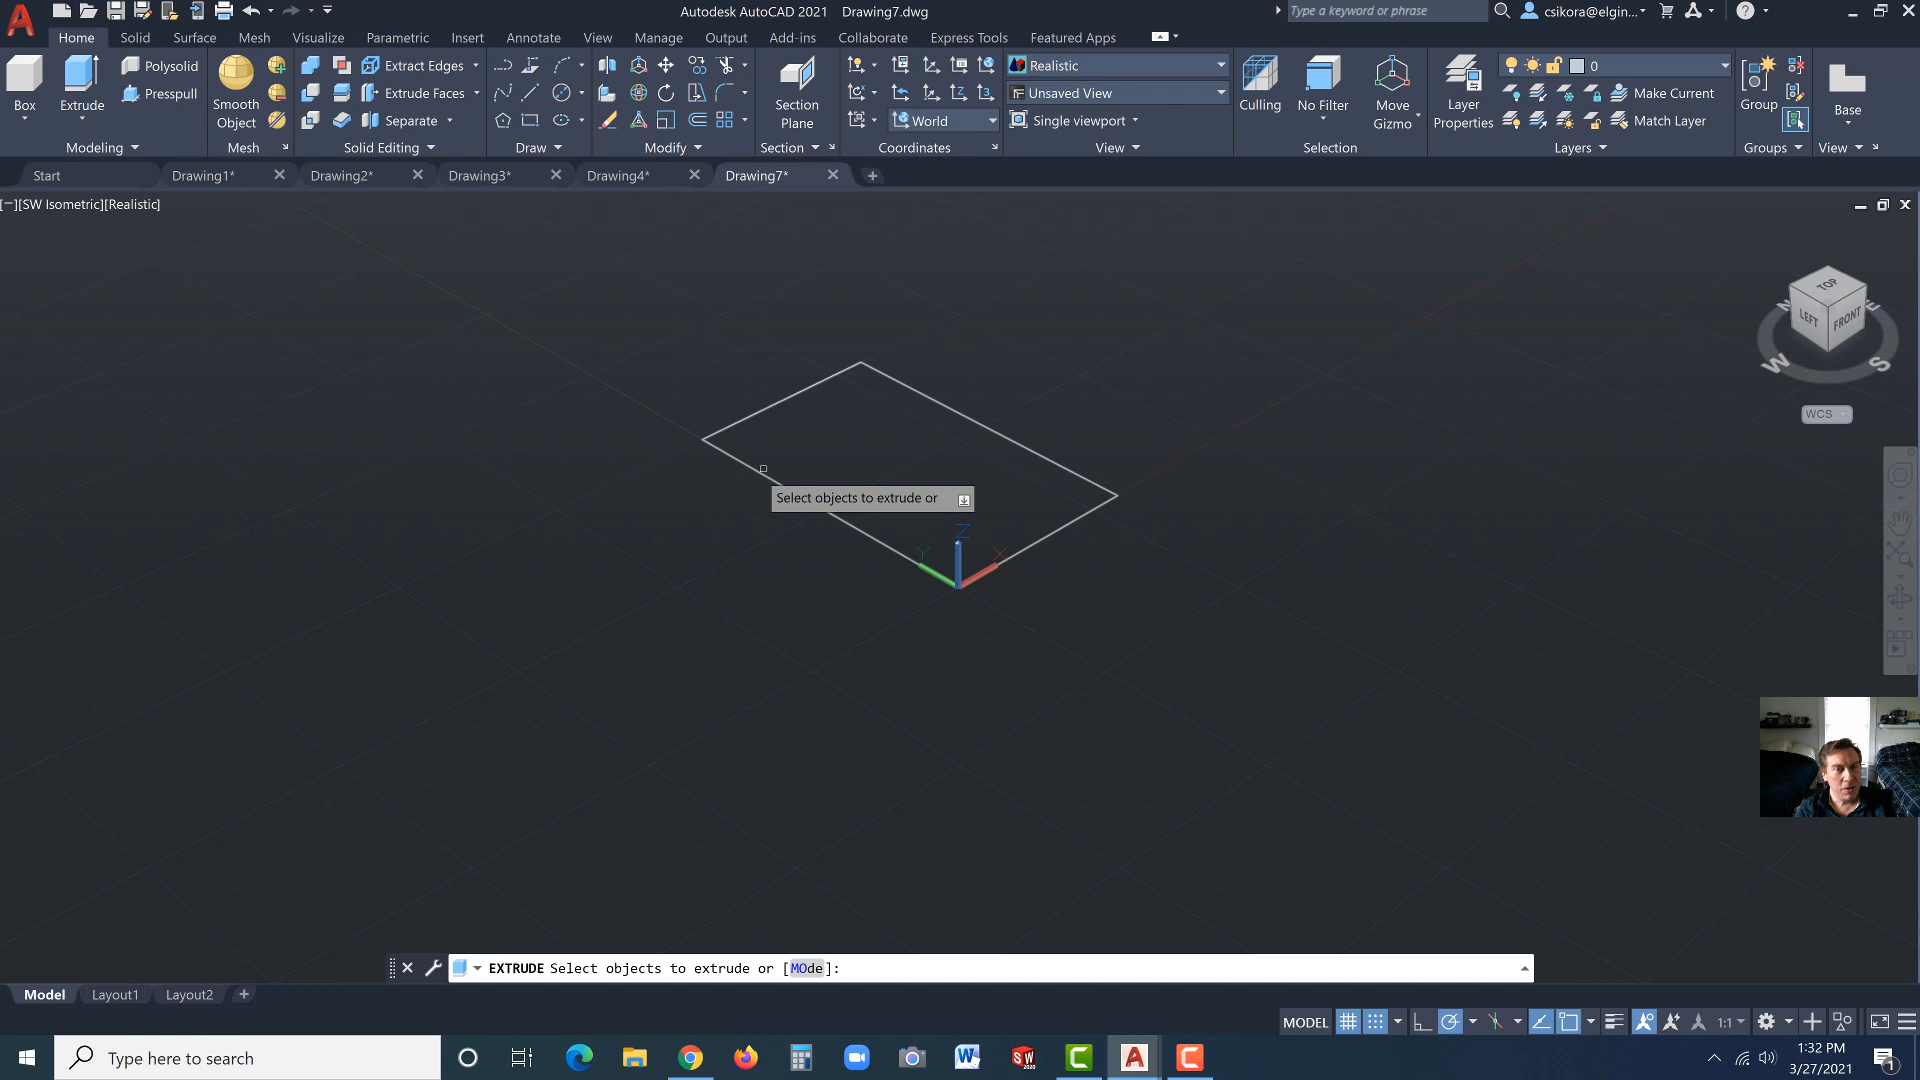 Autodesk AutoCAD 2021 Drawing7.dwg
Type a keyword or phrase
csikora@elgin...
Home Solid Surface Mesh Visualize Parametric Insert Annotate View Manage Output Add-ins Collaborate Express Tools Featured Apps
Box
Extrude
Polysolid
Presspull
Modeling
Smooth
Object
Mesh
Extract Edges
Extrude Faces
Separate
Solid Editing
Draw
Modify
Section
Plane
Section
World
Coordinates
Realistic
Unsaved View
Single viewport
View
Culling
No Filter
Move
Gizmo
Selection
Layer
Properties
0
Make Current
Match Layer
Layers
Group
Groups
Base
View
Start Drawing1* Drawing2* Drawing3* Drawing4* Drawing7*
[−][SW Isometric][Realistic]
TOP
LEFT FRONT
N E
W S
WCS
Select objects to extrude or
Z
Y X
EXTRUDE Select objects to extrude or [MOde]:
Model Layout1 Layout2
MODEL 1:1
Type here to search
SW
2020
1:32 PM
3/27/2021
1